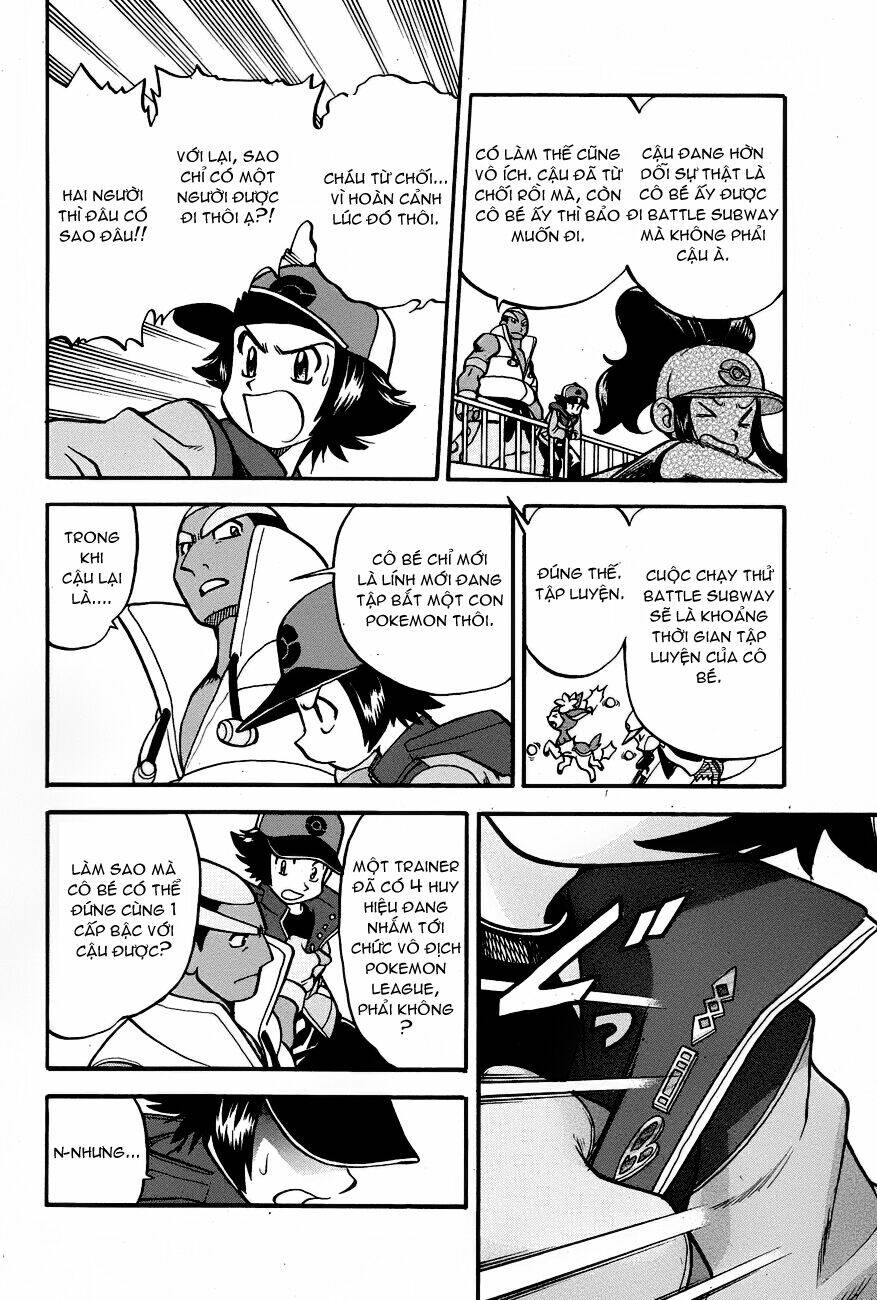 CẬU ĐANG HỜN
DỖI SỰ THẬT LÀ
CÔ BÉ ẤY ĐƯỢC
ĐI BATTLE SUBWAY
MÀ KHÔNG PHẢI
CẬU À.
CÓ LÀM THẾ CŨNG
VÔ ÍCH. CẬU ĐÃ TỪ
CHỐI RỒI MÀ, CÒN
CÔ BÉ ẤY THÌ BẢO
MUỐN ĐI.
CHÁU TỪ CHỐI...
VÌ HOÀN CẢNH
LÚC ĐÓ THÔI.
VỚI LẠI, SAO
CHỈ CÓ MỘT
NGƯỜI ĐƯỢC
ĐI THÔI Ạ?!
HAI NGƯỜI
THÌ ĐÂU CÓ
SAO ĐÂU!!
CUỘC CHẠY THỬ
BATTLE SUBWAY
SẼ LÀ KHOẢNG
THỜI GIAN TẬP
LUYỆN CỦA CÔ
BÉ.
ĐÚNG THẾ.
TẬP LUYỆN.
CÔ BÉ CHỈ MỚI
LÀ LÍNH MỚI ĐANG
TẬP BẮT MỘT CON
POKEMON THÔI.
TRONG
KHI
CẬU LẠI
LÀ....
MỘT TRAINER
ĐÃ CÓ 4 HUY
HIỆU ĐANG
NHẮM TỚI
CHỨC VÔ ĐỊCH
POKEMON
LEAGUE,
PHẢI KHÔNG
?
LÀM SAO MÀ
CÔ BÉ CÓ THỂ
ĐỨNG CÙNG 1
CẤP BẬC VỚI
CẬU ĐƯỢC?
N-NHƯNG...